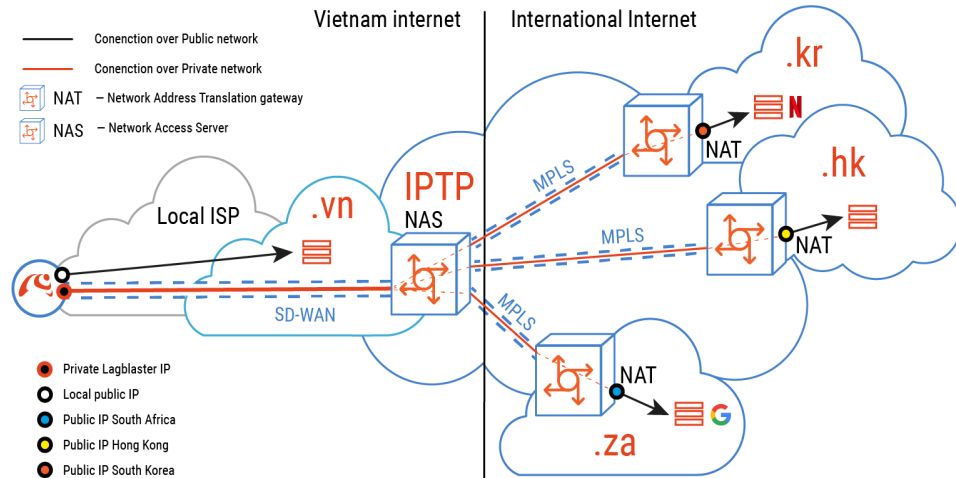 Vietnam internet
International Internet
Conenction over Public network
Conenction over Private network
NAT – Network Address Translation gateway
NAS – Network Access Server
.kr
N
NAT
.hk
NAT
IPTP
NAS
MPLS
MPLS
MPLS
Local ISP
.vn
SD-WAN
NAT
G
.za
Private Lagblaster IP
Local public IP
Public IP South Africa
Public IP Hong Kong
Public IP South Korea